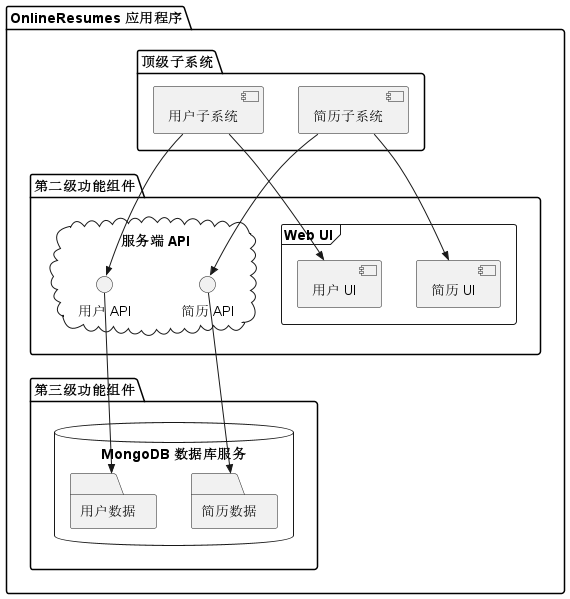 OnlineResumes 应用程序
顶级子系统
用户子系统
简历子系统
第二级功能组件
服务端 API
Web UI
用户 API
简历 API
用户 UI
简历 UI
第三级功能组件
MongoDB 数据库服务
用户数据
简历数据